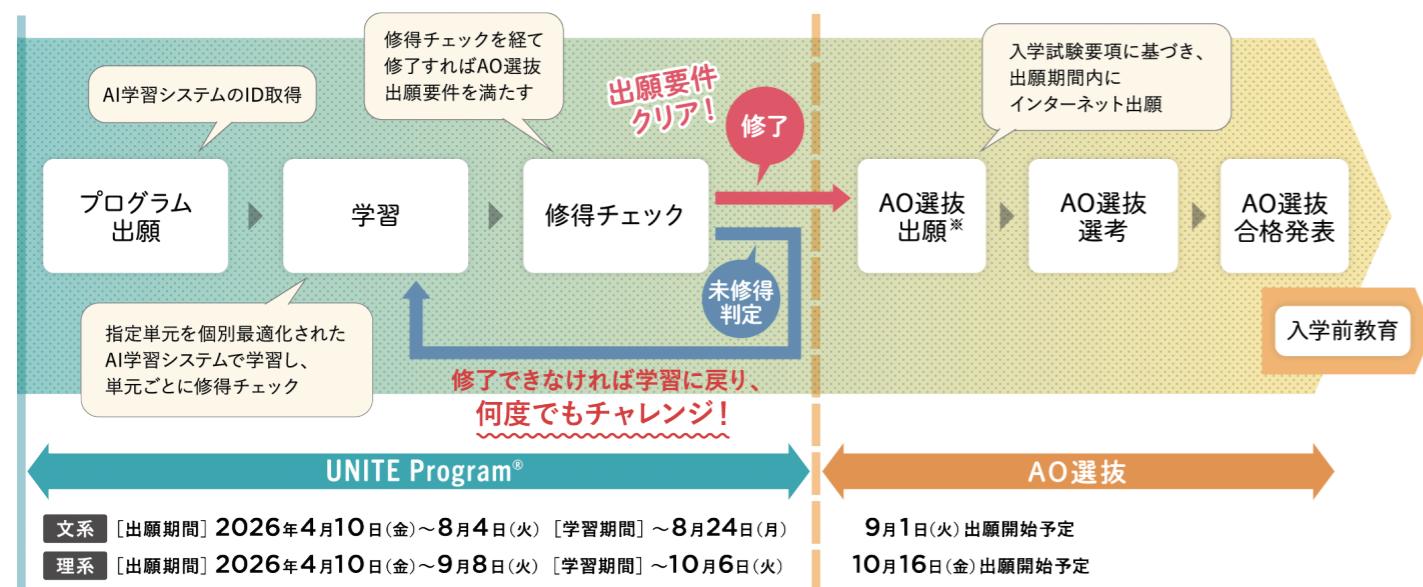 AI学習システムのID取得
修得チェックを経て
修了すればAO選抜
出願要件を満たす
出願要件
クリア！
修了
入学試験要項に基づき、
出願期間内に
インターネット出願
プログラム
出願
学習
修得チェック
AO選抜
出願※
AO選抜
選考
AO選抜
合格発表
未修得
判定
入学前教育
指定単元を個別最適化された
AI学習システムで学習し、
単元ごとに修得チェック
修了できなければ学習に戻り、
何度でもチャレンジ！
UNITE Program®
AO選抜
文系 ［出願期間］ 2026年4月10日(金)～8月4日(火) ［学習期間］ ～8月24日(月) 9月1日(火)出願開始予定
理系 ［出願期間］ 2026年4月10日(金)～9月8日(火) ［学習期間］ ～10月6日(火) 10月16日(金)出願開始予定